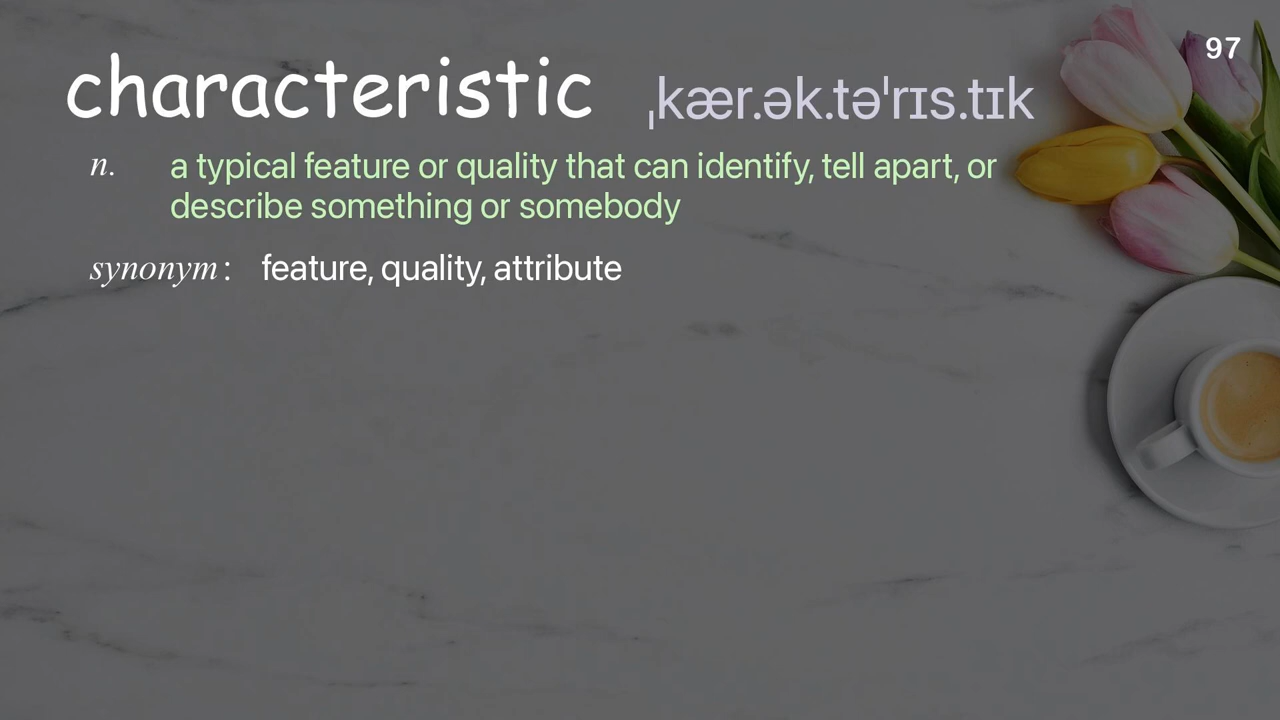 97
characteristic ˌkær.ək.təˈrɪs.tɪk
n. a typical feature or quality that can identify, tell apart, or
describe something or somebody
synonym: feature, quality, attribute